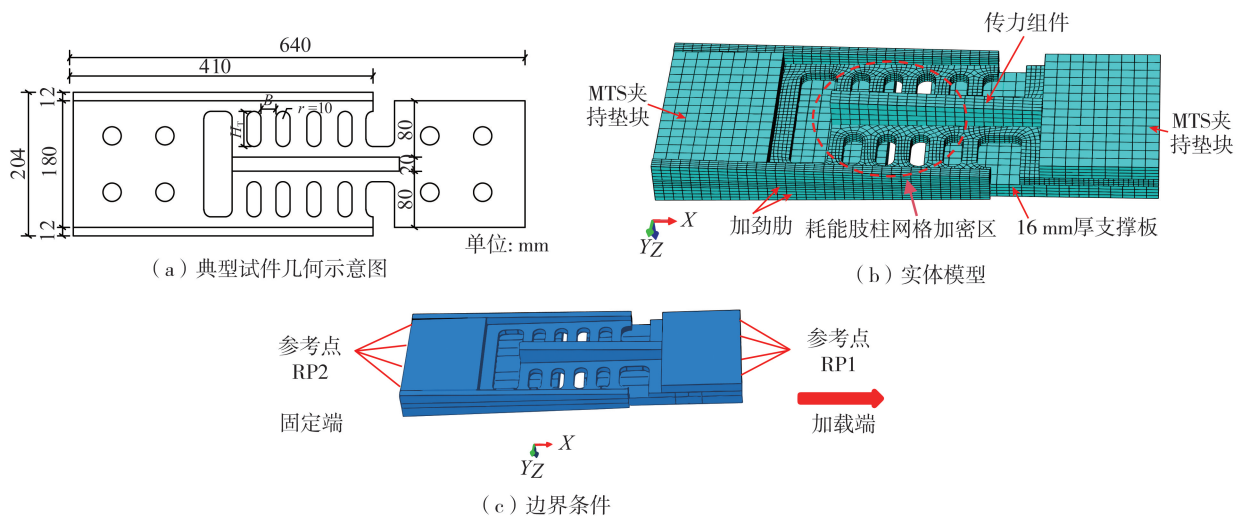 640
410
12
204
180
12
B
r=10
H_T
80
20
80
单位: mm
（a）典型试件几何示意图
传力组件
MTS夹
持垫块
MTS夹
持垫块
X
Y
Z
加劲肋
耗能肢柱网格加密区
16 mm厚支撑板
（b）实体模型
参考点
RP2
固定端
参考点
RP1
加载端
X
Y
Z
（c）边界条件